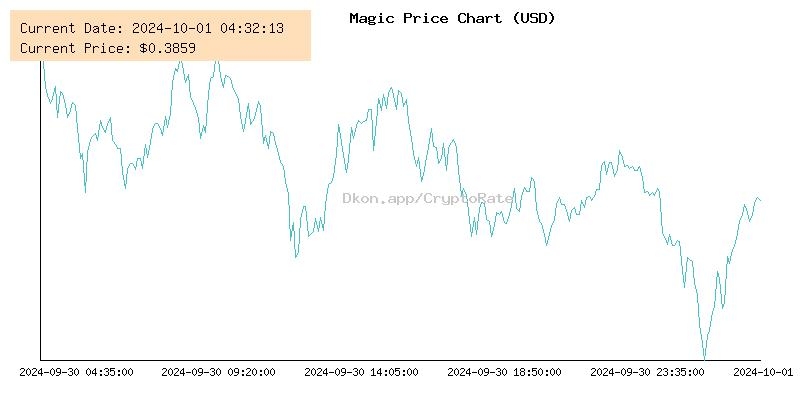 Magic Price Chart (USD)
Current Date: 2024-10-01 04:32:13
Current Price: $0.3859
Dkon.app/CryptoRate
2024-09-30 04:35:00
2024-09-30 09:20:00
2024-09-30 14:05:00
2024-09-30 18:50:00
2024-09-30 23:35:00
2024-10-01